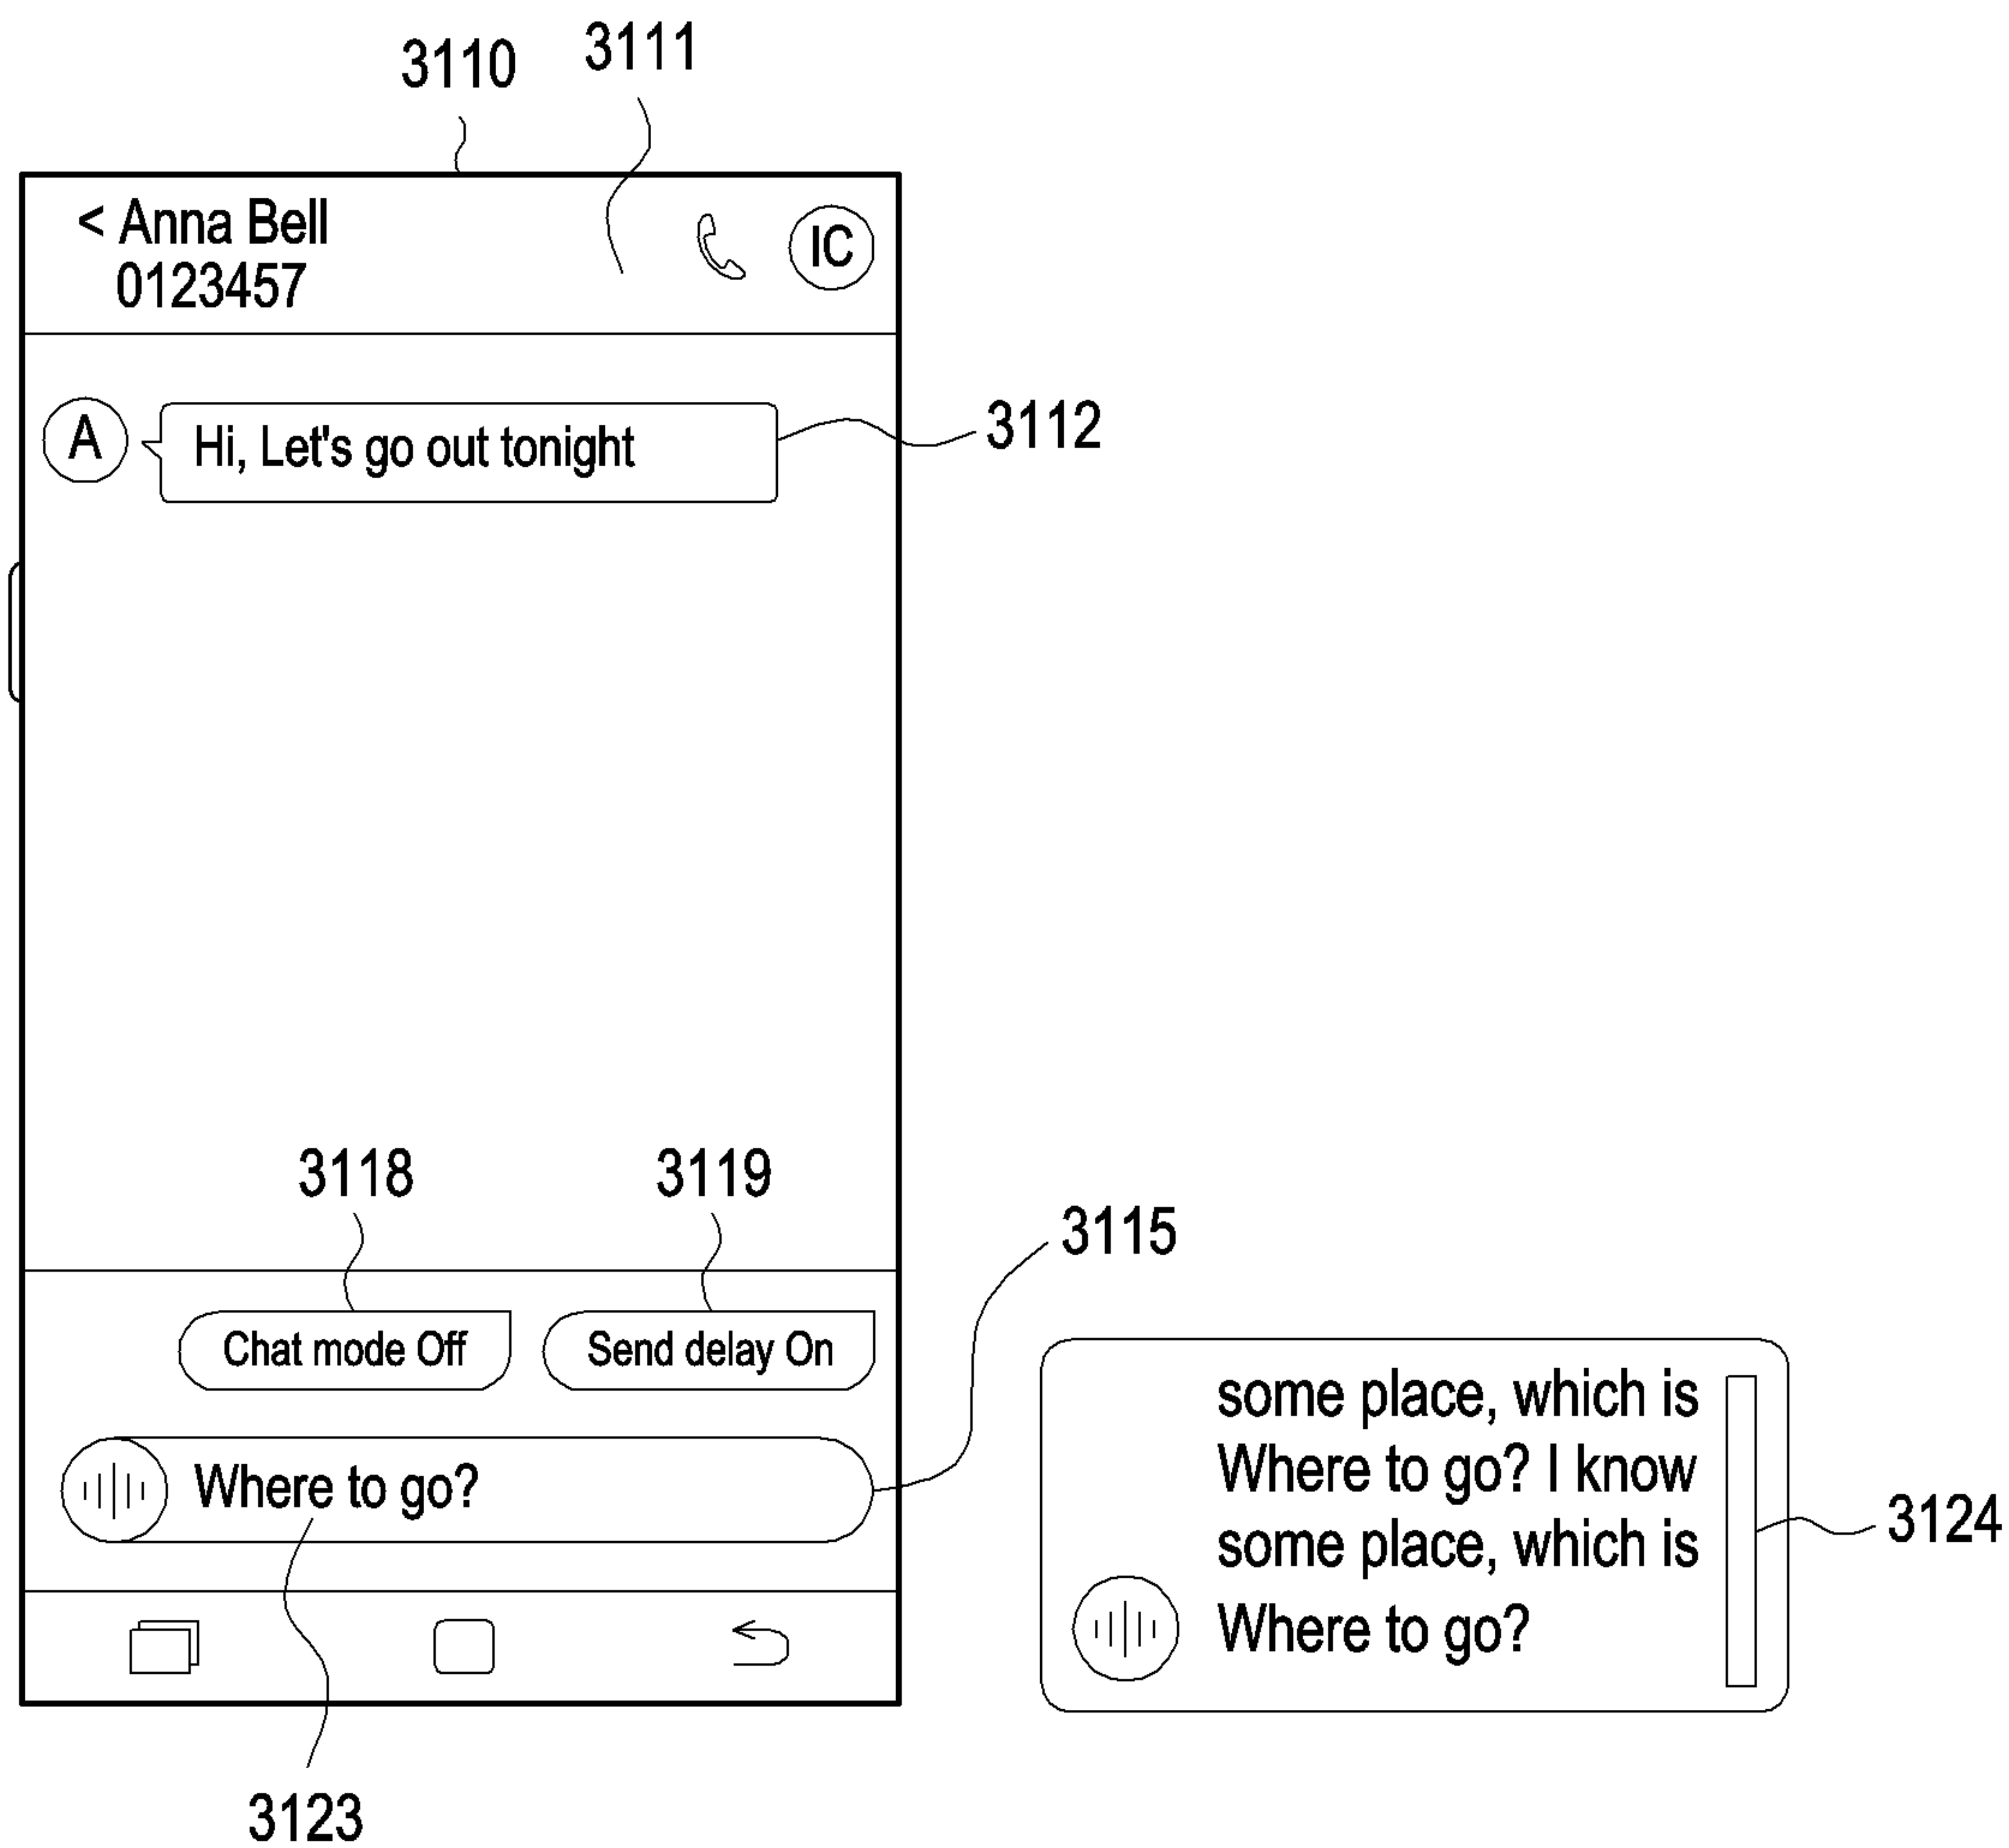 3110
3111
< Anna Bell
0123457
IC
A
Hi, Let's go out tonight
3112
3118
3119
3115
Chat mode Off
Send delay On
Where to go?
3123
some place, which is
Where to go? I know
some place, which is
Where to go?
3124